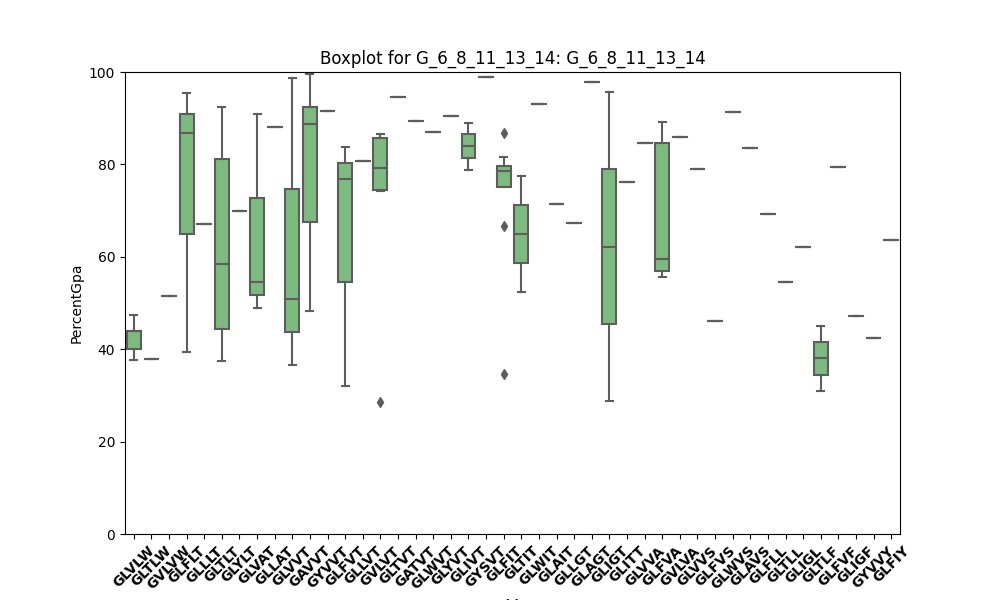 Boxplot for G_6_8_11_13_14: G_6_8_11_13_14
PercentGpa
100
80
60
40
20
0
GLVLW
GLTLW
GVLVW
GLFLT
GLLLT
GLTLT
GLYLT
GLVAT
GLLAT
GLVVT
GAVVT
GYVVT
GLFVT
GLLVT
GVLVT
GLTVT
GATVT
GLWVT
GLYVT
GLIVT
GYSVT
GLFIT
GLTIT
GLWIT
GLAIT
GLLGT
GLAGT
GLIGT
GLITT
GLVVA
GLFVA
GVLVA
GLVVS
GLFVS
GLWVS
GLAVS
GLFLL
GLTLL
GLIGL
GLTLF
GLFVF
GLIGF
GYVVY
GLFIY